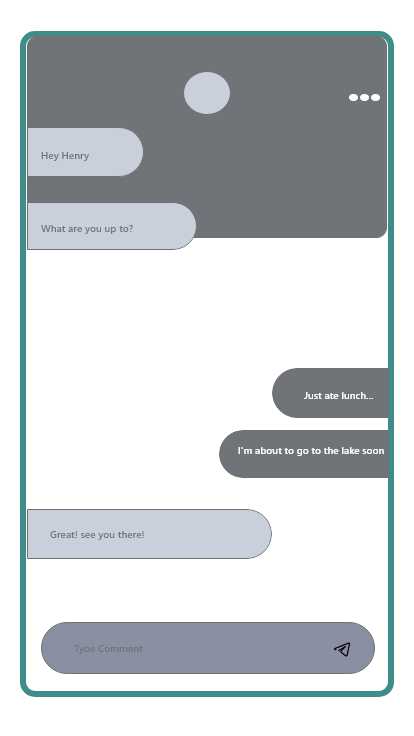 Hey Henry
What are you up to?
Just ate lunch...
I'm about to go to the lake soon
Great! see you there!
Tyoe Comment